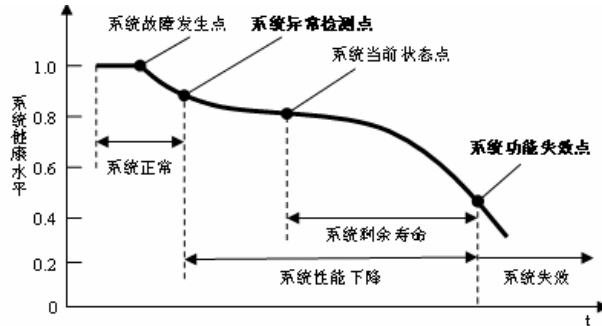 系统故障发生点
系统异常检测点
系统当前状态点
1.0
0.8
0.6
0.4
0.2
0
系统健康水平
系统正常
系统功能失效点
系统剩余寿命
系统性能下降
系统失效
t